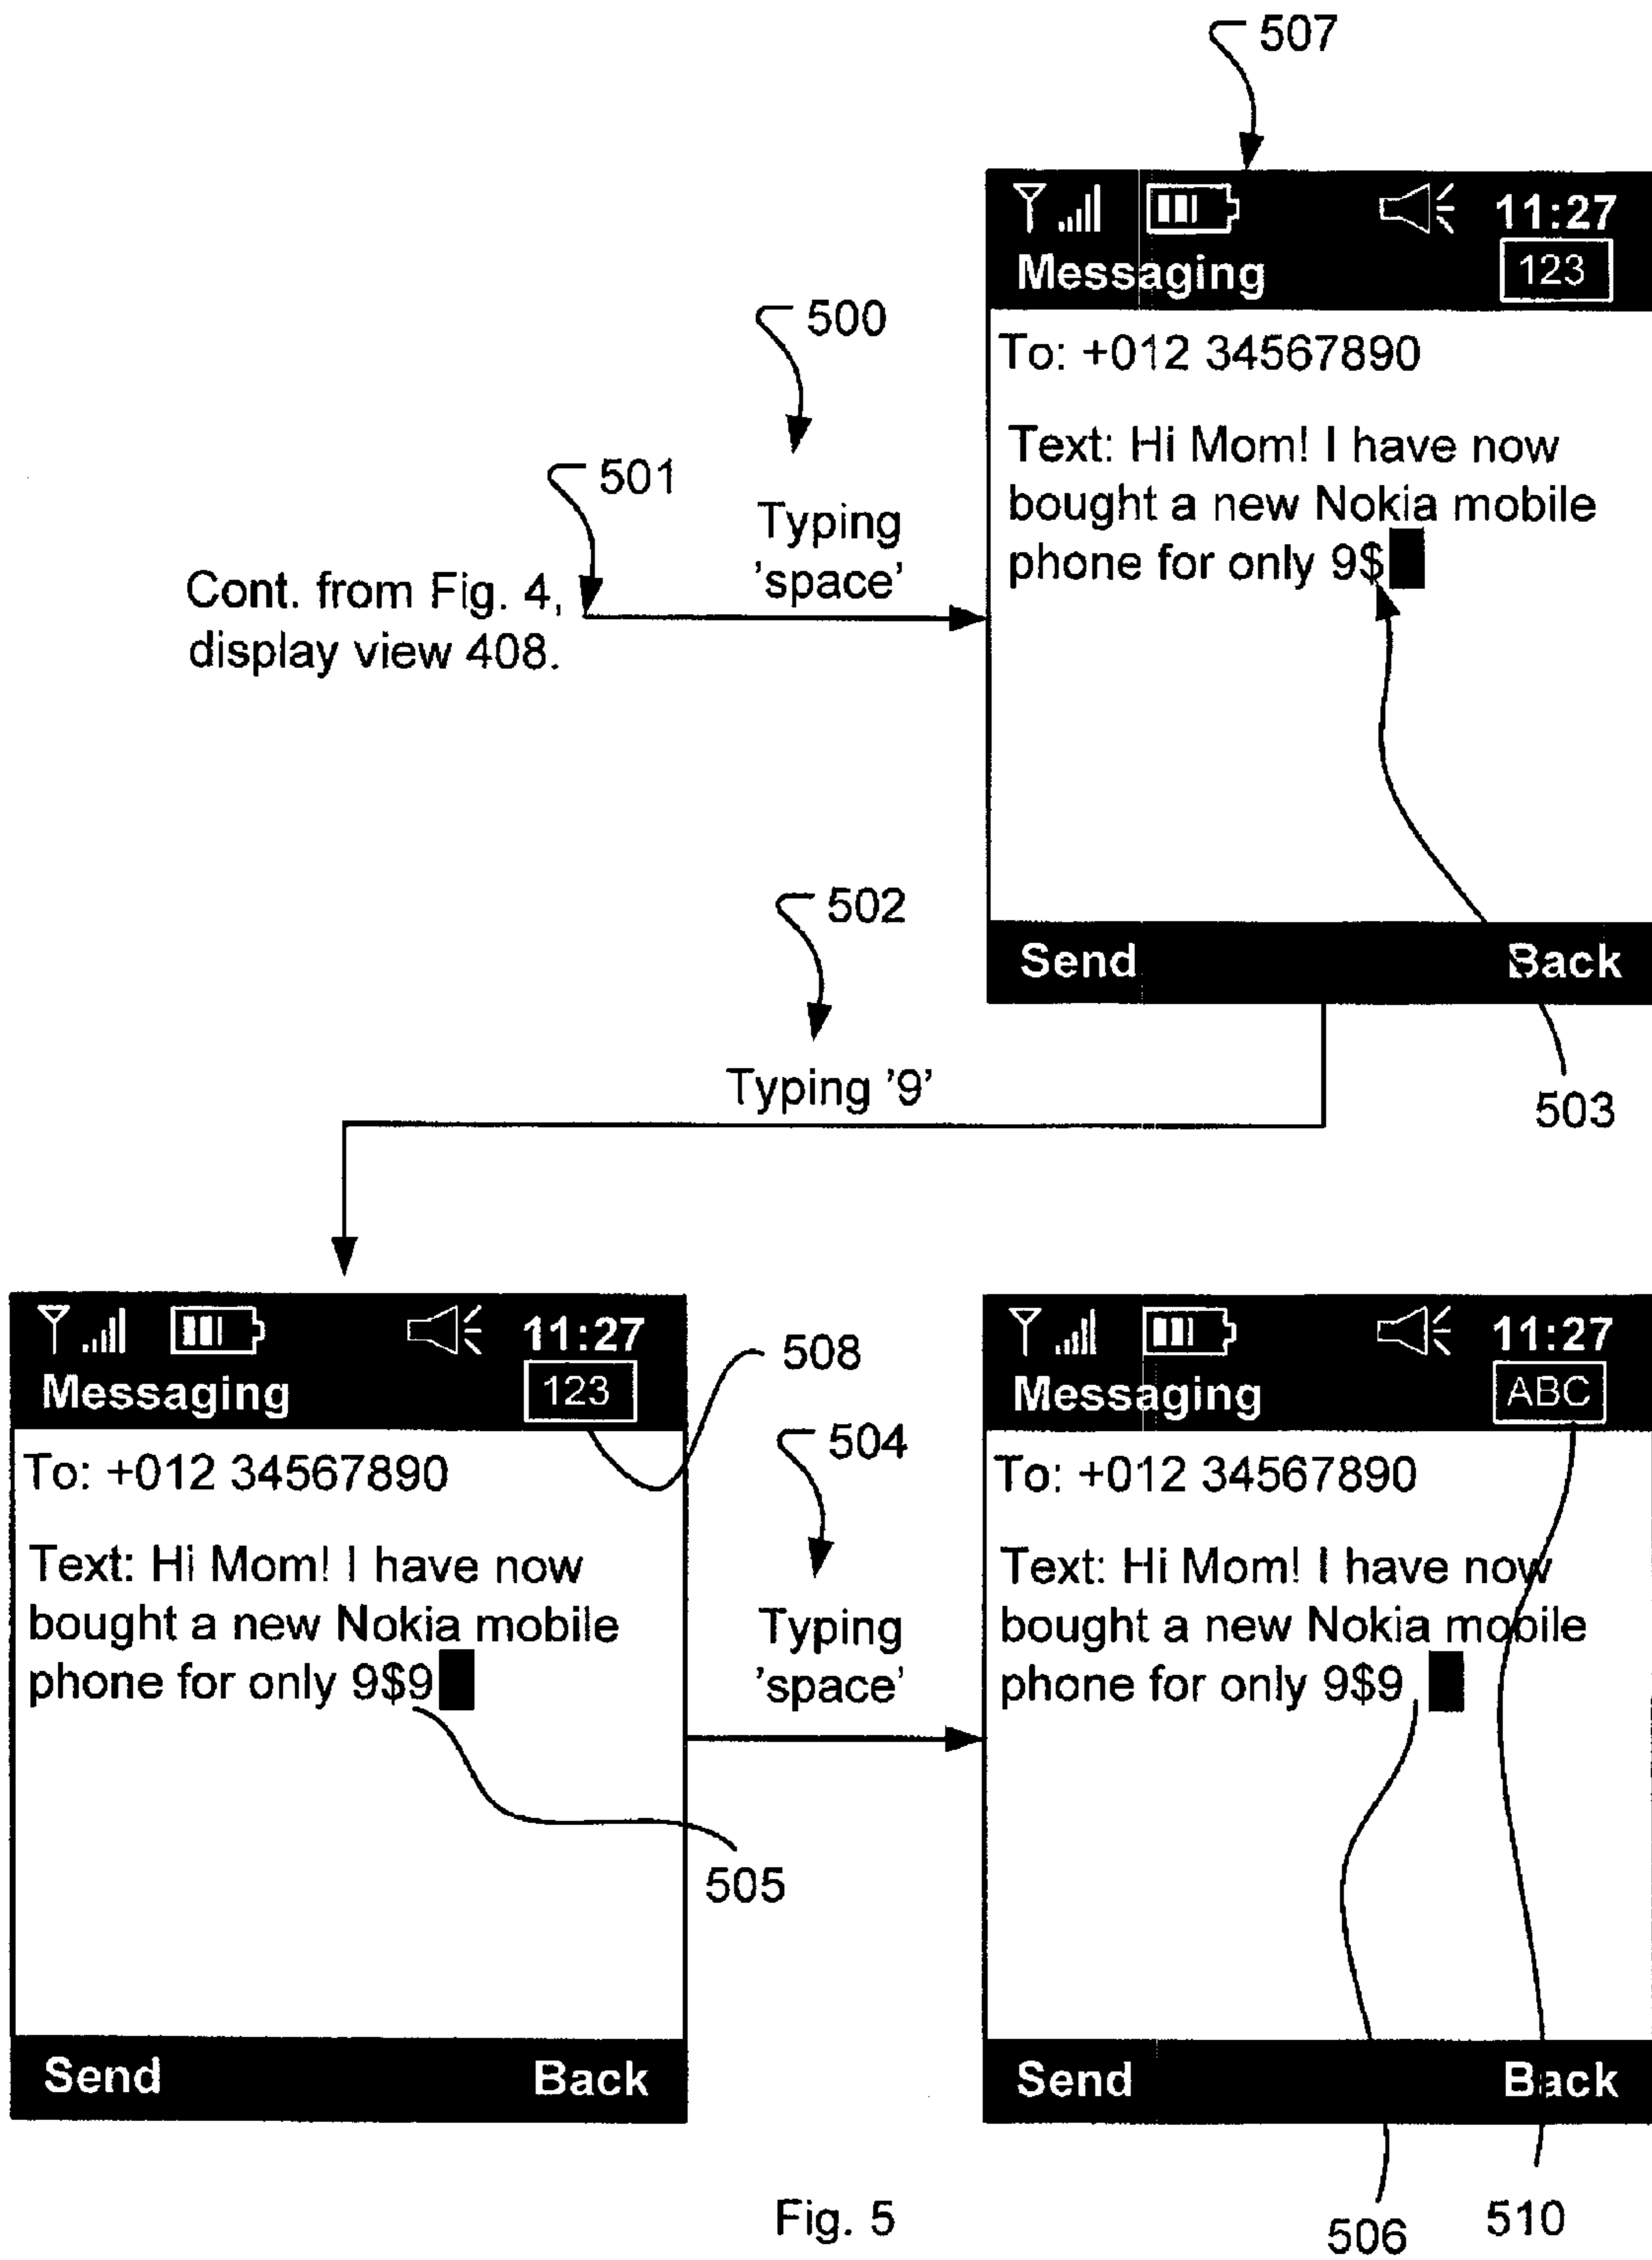 507
11:27
Messaging 123
To: +012 34567890
Text: Hi Mom! I have now
bought a new Nokia mobile
phone for only 9$
Send Back
500
501
Typing
'space'
Cont. from Fig. 4,
display view 408.
502
503
Typing '9'
11:27
Messaging 123
To: +012 34567890
Text: Hi Mom! I have now
bought a new Nokia mobile
phone for only 9$9
Send Back
508
504
Typing
'space'
505
11:27
Messaging ABC
To: +012 34567890
Text: Hi Mom! I have now
bought a new Nokia mobile
phone for only 9$9
Send Back
506
510
Fig. 5